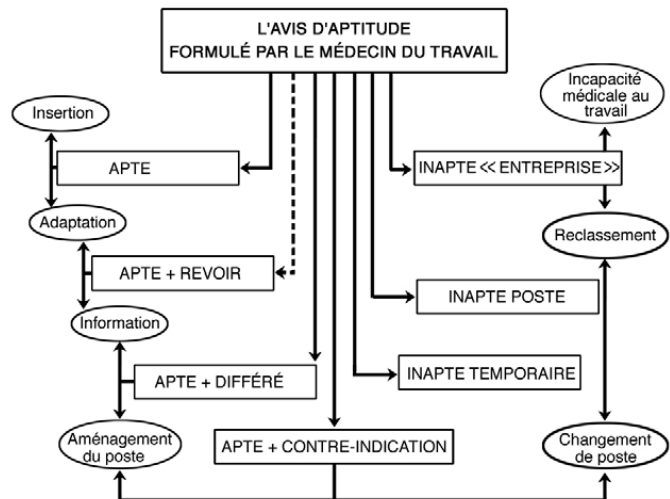 L'AVIS D'APTITUDE
FORMULÉ PAR LE MÉDECIN DU TRAVAIL
Insertion
Incapacité
médicale au
travail
APTE
INAPTE << ENTREPRISE >>
Adaptation
Reclassement
APTE + REVOIR
INAPTE POSTE
Information
APTE + DIFFÉRÉ
INAPTE TEMPORAIRE
Aménagement
du poste
APTE + CONTRE-INDICATION
Changement
de poste